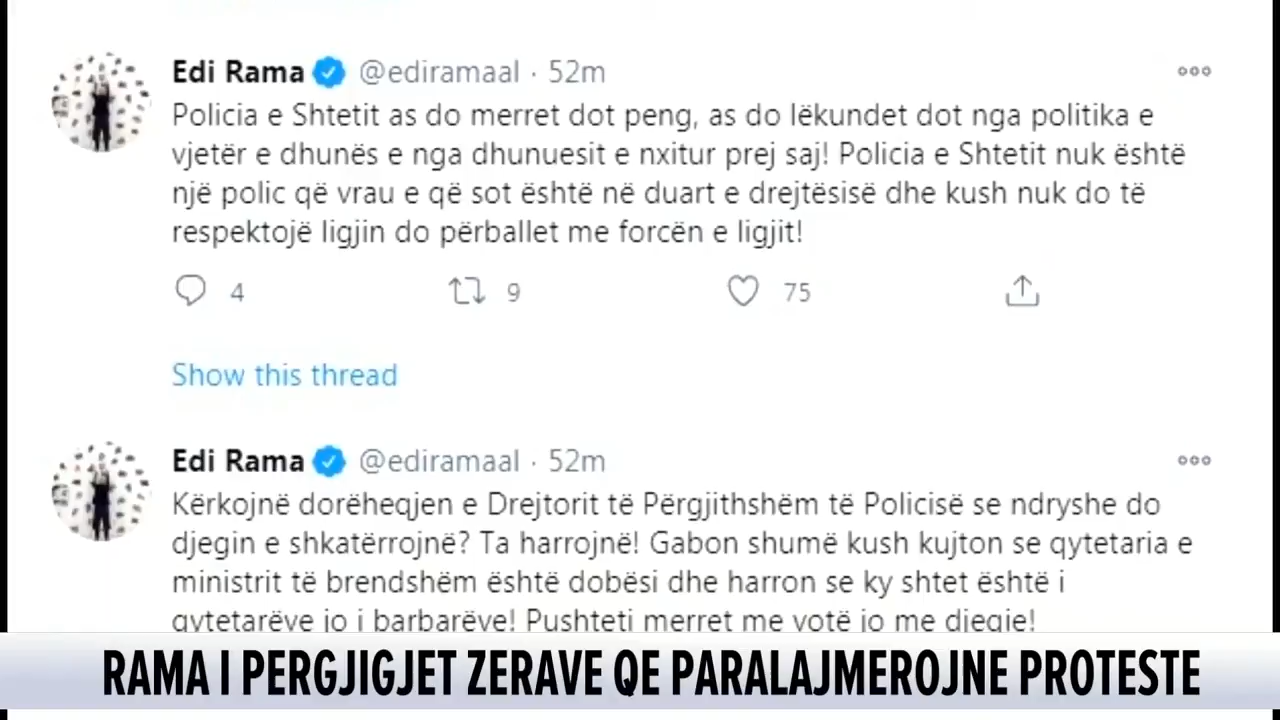 Edi Rama @ediramaal · 52m
Policia e Shtetit as do merret dot peng, as do lëkundet dot nga politika e
vjetër e dhunës e nga dhunuesit e nxitur prej saj! Policia e Shtetit nuk është
një polic që vrau e që sot është në duart e drejtësisë dhe kush nuk do të
respektojë ligjin do përballet me forcën e ligjit!
4 9 75
Show this thread
Edi Rama @ediramaal · 52m
Kërkojnë dorëheqjen e Drejtorit të Përgjithshëm të Policisë se ndryshe do
djegin e shkatërrojnë? Ta harrojnë! Gabon shumë kush kujton se qytetaria e
ministrit të brendshëm është dobësi dhe harron se ky shtet është i
qytetarëve jo i barbarëve! Pushteti merret me votë jo me djegie!
RAMA I PERGJIGJET ZERAVE QE PARALAJMEROJNE PROTESTE